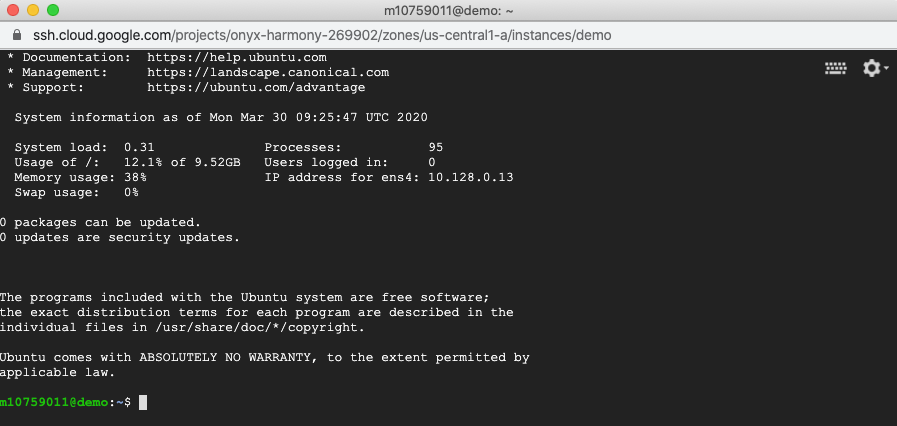 m10759011@demo: ~
ssh.cloud.google.com/projects/onyx-harmony-269902/zones/us-central1-a/instances/demo
* Documentation:  https://help.ubuntu.com
* Management:     https://landscape.canonical.com
* Support:        https://ubuntu.com/advantage
System information as of Mon Mar 30 09:25:47 UTC 2020
System load:  0.31              Processes:           95
Usage of /:   12.1% of 9.52GB   Users logged in:     0
Memory usage: 38%               IP address for ens4: 10.128.0.13
Swap usage:   0%
0 packages can be updated.
0 updates are security updates.
The programs included with the Ubuntu system are free software;
the exact distribution terms for each program are described in the
individual files in /usr/share/doc/*/copyright.
Ubuntu comes with ABSOLUTELY NO WARRANTY, to the extent permitted by
applicable law.
m10759011@demo:~$